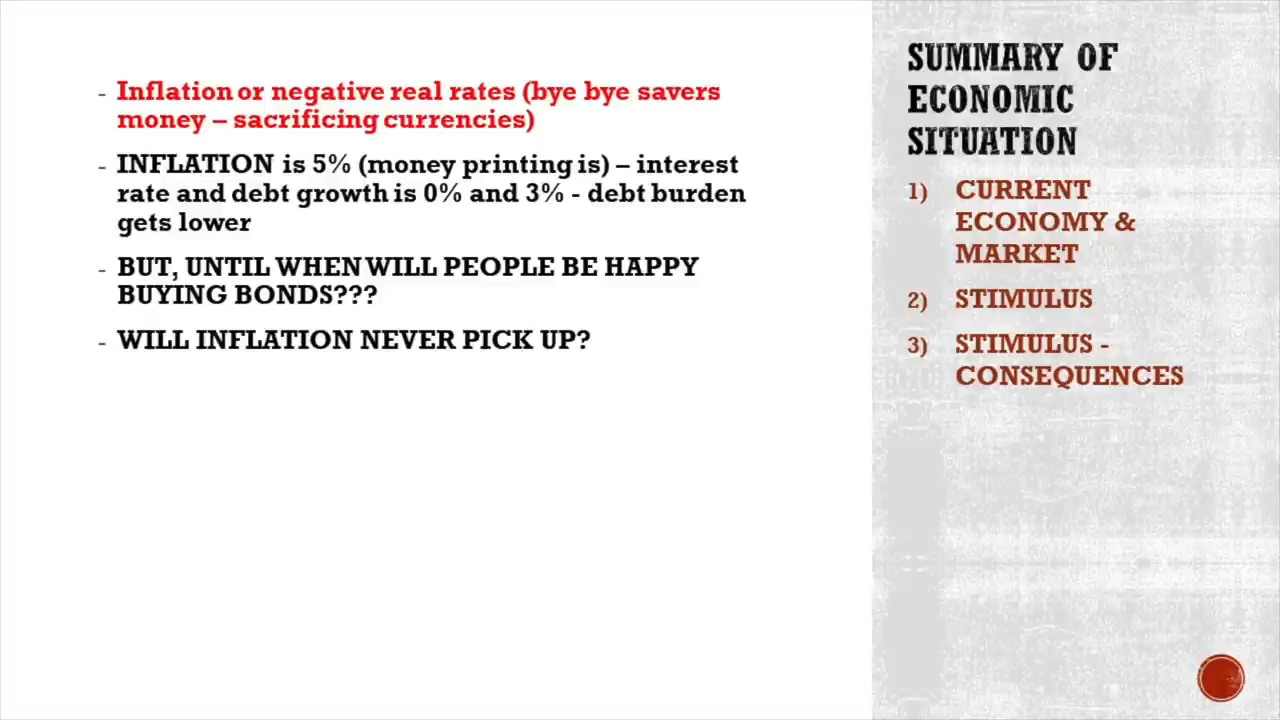 - Inflation or negative real rates (bye bye savers
money – sacrificing currencies)
- INFLATION is 5% (money printing is) – interest
rate and debt growth is 0% and 3% - debt burden
gets lower
- BUT, UNTIL WHEN WILL PEOPLE BE HAPPY
BUYING BONDS???
- WILL INFLATION NEVER PICK UP?
SUMMARY OF
ECONOMIC
SITUATION
1) CURRENT
ECONOMY &
MARKET
2) STIMULUS
3) STIMULUS -
CONSEQUENCES